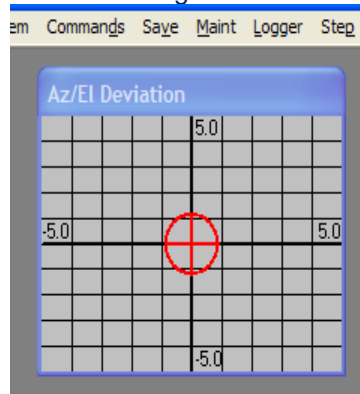 em Commands Save Maint Logger Step
Az/El Deviation
5.0
-5.0 5.0
-5.0